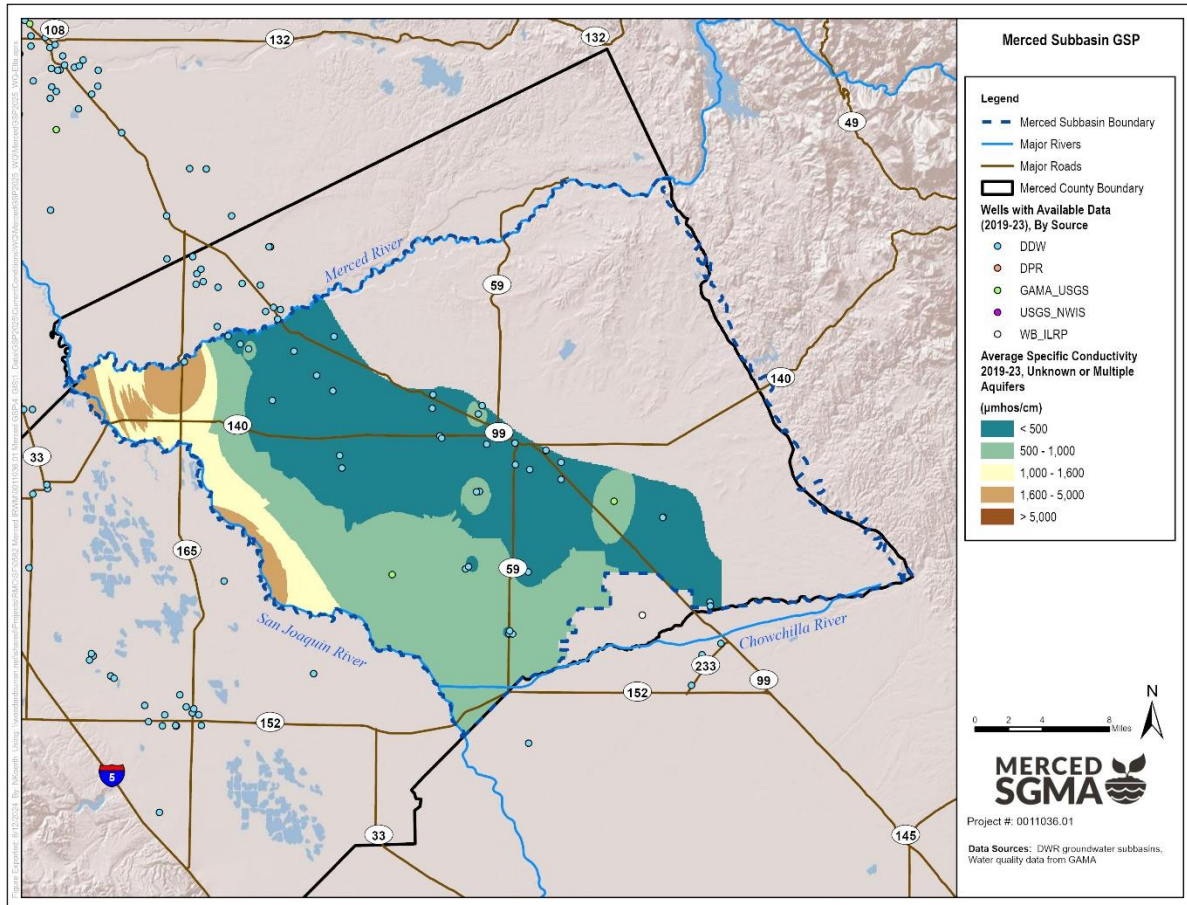 Merced Subbasin GSP
Legend
Merced Subbasin Boundary
Major Rivers
Major Roads
Merced County Boundary
Wells with Available Data
(2019-23), By Source
DDW
DPR
GAMA_USGS
USGS_NWIS
WB_ILRP
Average Specific Conductivity
2019-23, Unknown or Multiple
Aquifers
(µmhos/cm)
< 500
500 - 1,000
1,000 - 1,600
1,600 - 5,000
> 5,000
N
0 2 4 8
Miles
MERCED
SGMA
Project #: 0011036.01
Data Sources: DWR groundwater subbasins.
Water quality data from GAMA
108
132
132
49
Merced River
59
140
140
99
33
165
59
San Joaquin River
Chowchilla River
233
99
152
152
5
33
145
Figure Exported: 8/12/2024